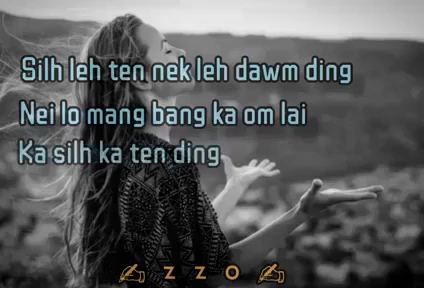 Silh leh ten nek leh dawm ding
Nei lo mang bang ka om lai
Ka silh ka ten ding
✍ Z Z O ✍